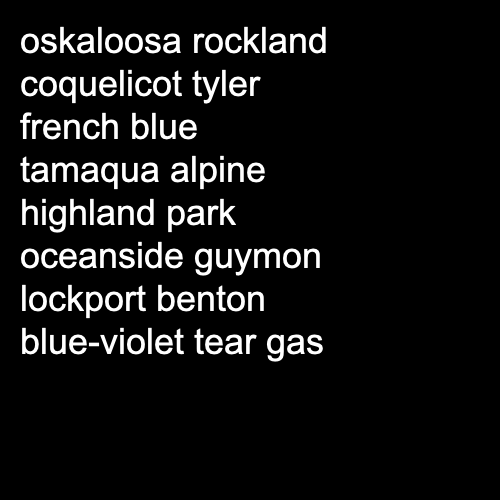 oskaloosa rockland
coquelicot tyler
french blue
tamaqua alpine
highland park
oceanside guymon
lockport benton
blue-violet tear gas